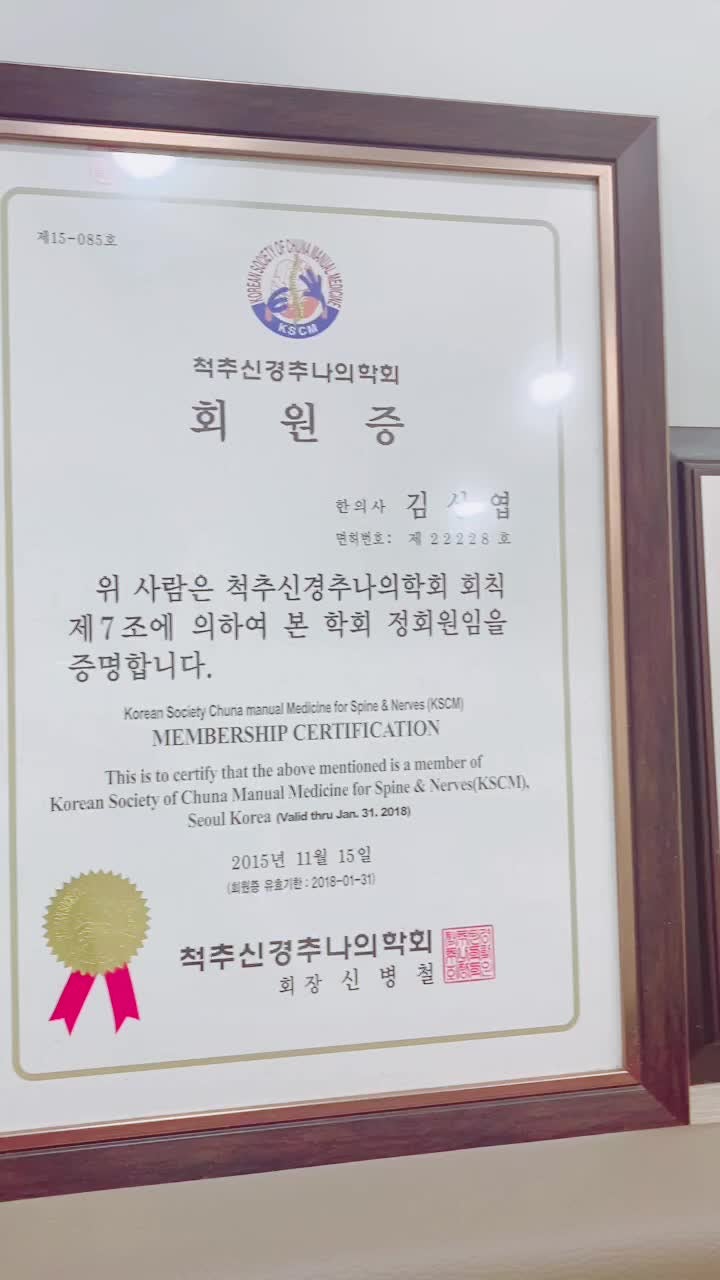 제15-085호
KOREAN SOCIETY OF CHUNA MANUAL MEDICINE
KSCM
척추신경추나의학회
회 원 증
한의사 김 엽
면허번호: 제 22228 호
위 사람은 척추신경추나의학회 회칙
제7조에 의하여 본 학회 정회원임을
증명합니다.
Korean Society Chuna manual Medicine for Spine & Nerves (KSCM)
MEMBERSHIP CERTIFICATION
This is to certify that the above mentioned is a member of
Korean Society of Chuna Manual Medicine for Spine & Nerves(KSCM),
Seoul Korea (Valid thru Jan. 31. 2018)
2015년 11월 15일
(회원증 유효기한 : 2018-01-31)
척추신경추나의학회
회장 신 병 철